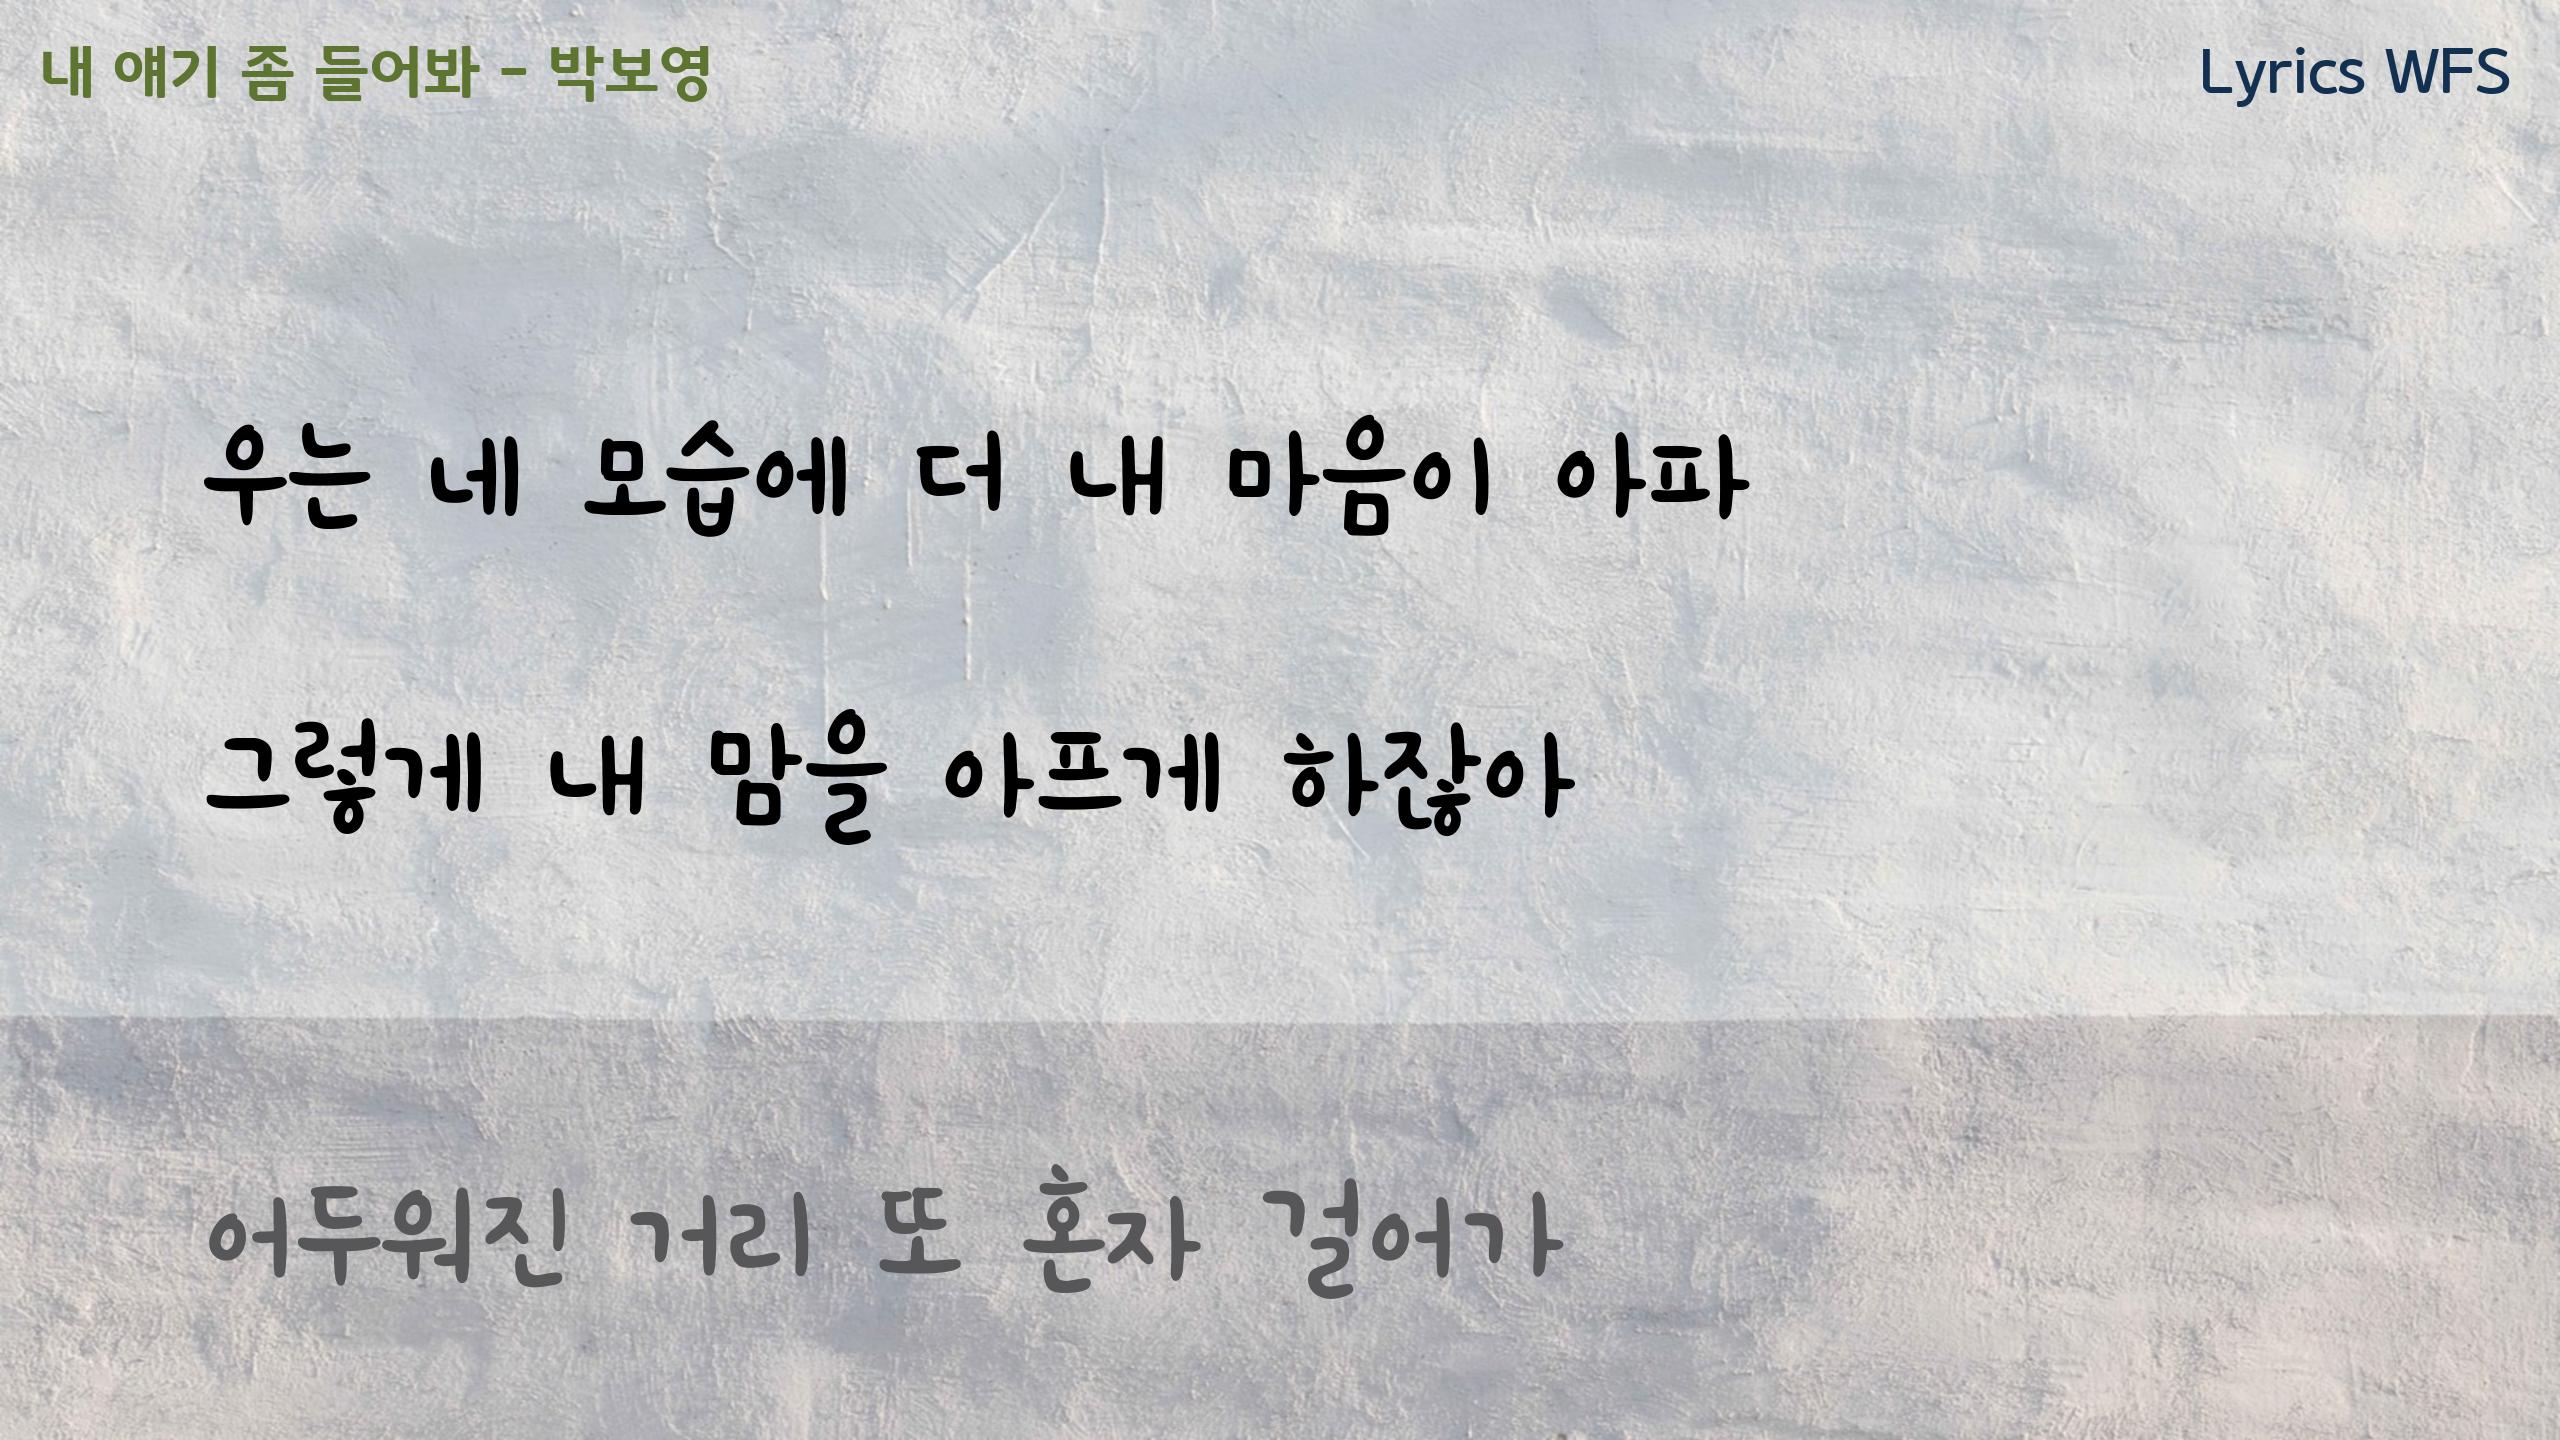 내 얘기 좀 들어봐 - 박보영
Lyrics WFS
우는 네 모습에 더 내 마음이 아파
그렇게 내 맘을 아프게 하잖아
어두워진 거리 또 혼자 걸어가